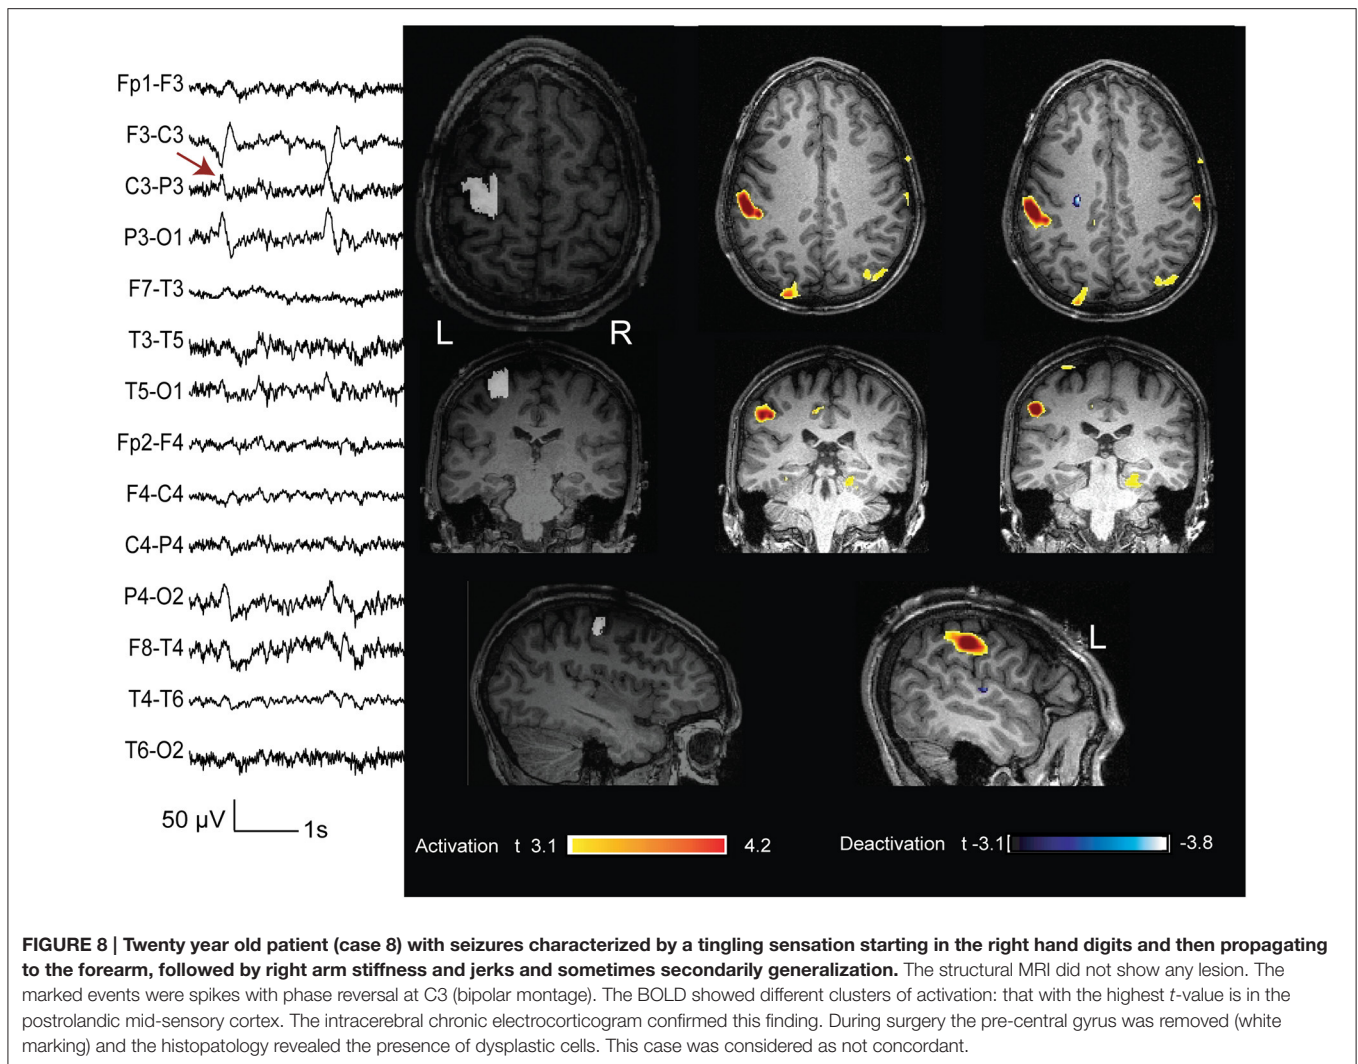 Fp1-F3
F3-C3
C3-P3
P3-O1
F7-T3
T3-T5
T5-O1
Fp2-F4
F4-C4
C4-P4
P4-O2
F8-T4
T4-T6
T6-O2
50 µV
1s
L
R
L
Activation t 3.1
4.2
Deactivation t -3.1
-3.8
FIGURE 8 | Twenty year old patient (case 8) with seizures characterized by a tingling sensation starting in the right hand digits and then propagating
to the forearm, followed by right arm stiffness and jerks and sometimes secondarily generalization. The structural MRI did not show any lesion. The
marked events were spikes with phase reversal at C3 (bipolar montage). The BOLD showed different clusters of activation: that with the highest t-value is in the
postrolandic mid-sensory cortex. The intracerebral chronic electrocorticogram confirmed this finding. During surgery the pre-central gyrus was removed (white
marking) and the histopatology revealed the presence of dysplastic cells. This case was considered as not concordant.